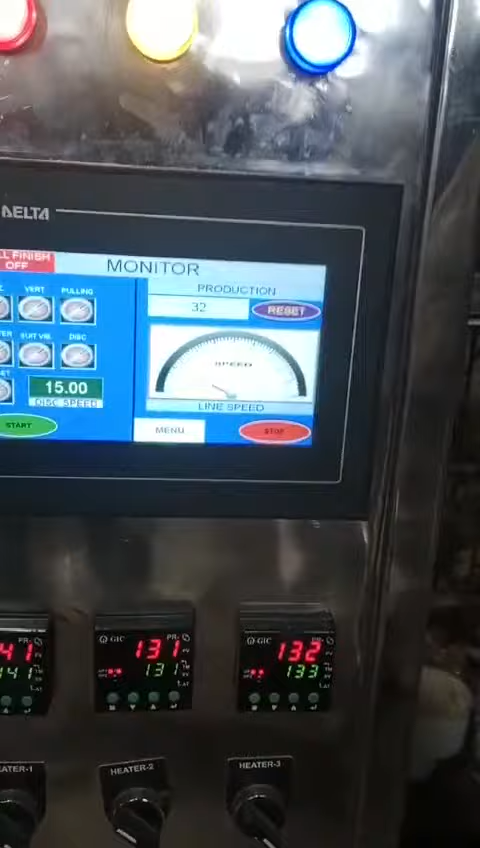 DELTA
LL FINISH
OFF
MONITOR
PRODUCTION
VERT
PULLING
32
RESET
SUIT VIB.
DISC
SPEED
15.00
DISC SPEED
LINE SPEED
START
MENU
STOP
GIC
131
131
GIC
132
133
41
41
HEATER-1
HEATER-2
HEATER-3